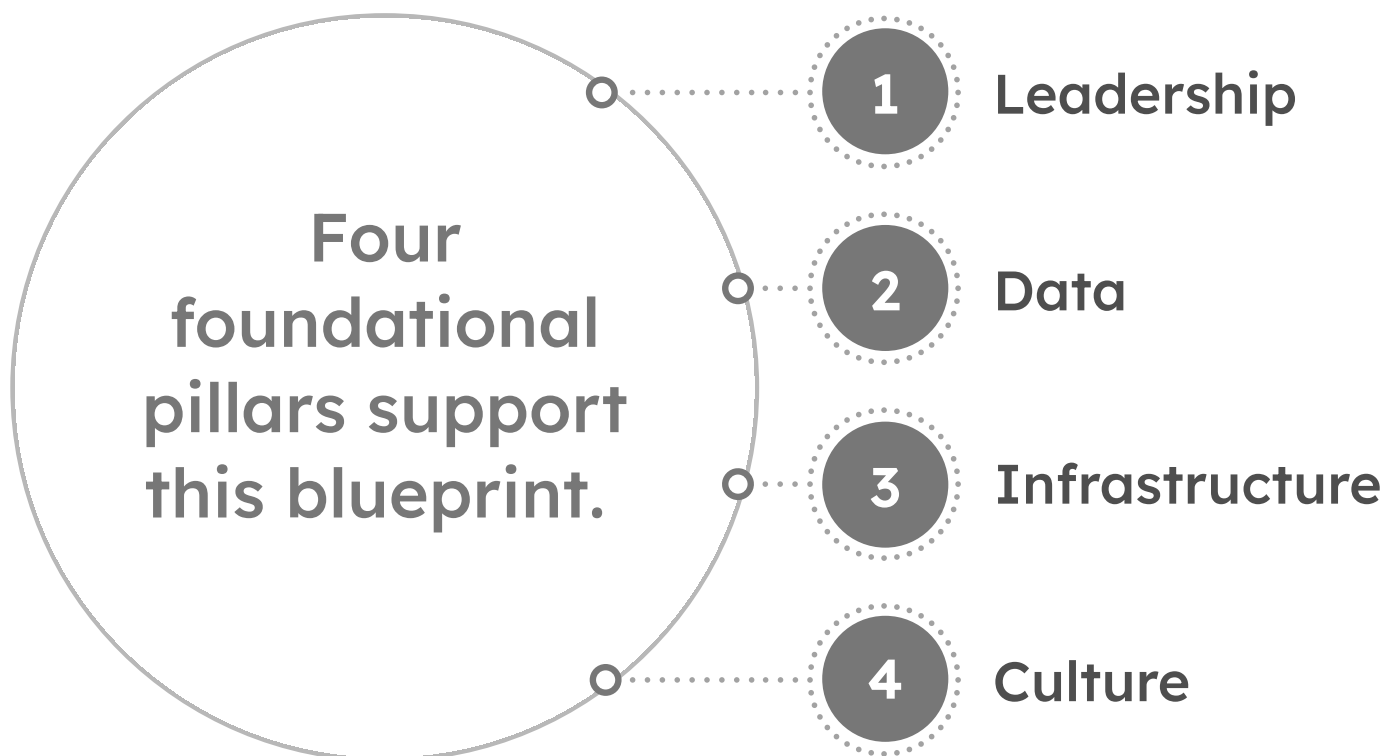 Four
foundational
pillars support
this blueprint.
1 Leadership
2 Data
3 Infrastructure
4 Culture